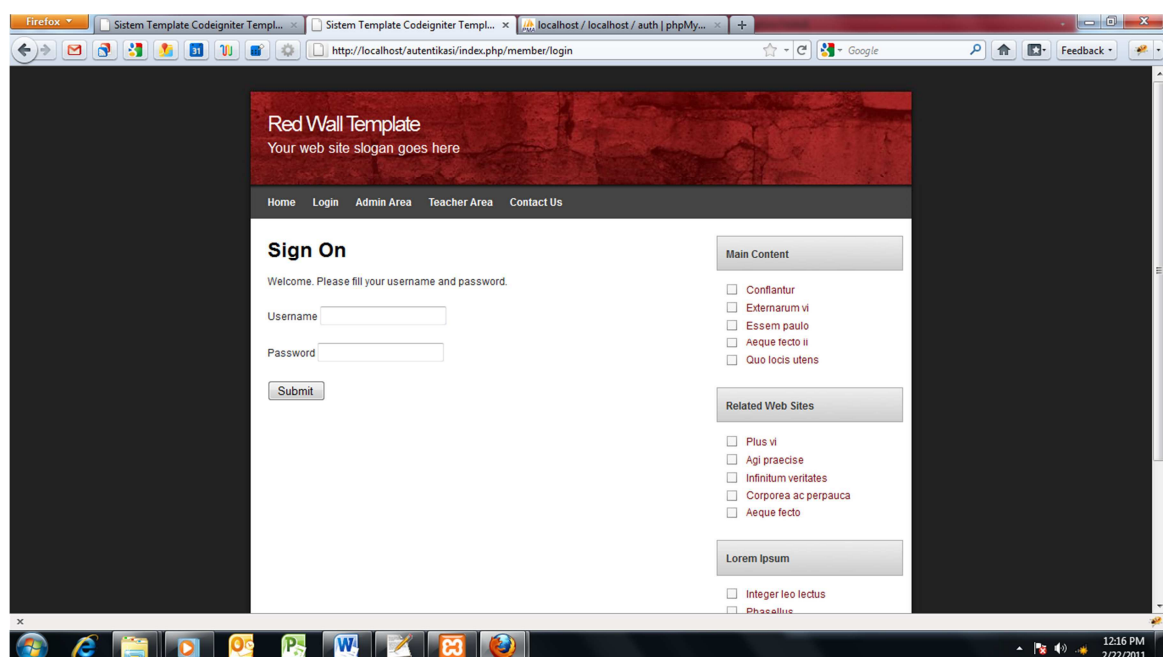 Firefox
Sistem Template Codeigniter Templ...
Sistem Template Codeigniter Templ...
localhost / localhost / auth | phpMy...
http://localhost/autentikasi/index.php/member/login
Google
Feedback
Red Wall Template
Your web site slogan goes here
Home Login Admin Area Teacher Area Contact Us
Sign On
Welcome. Please fill your username and password.
Username
Password
Submit
Main Content
Conflantur
Externarum vi
Essem paulo
Aeque fecto ii
Quo locis utens
Related Web Sites
Plus vi
Agi praecise
Infinitum veritates
Corporea ac perpauca
Aeque fecto
Lorem Ipsum
Integer leo lectus
Phasellus
12:16 PM
2/22/2011